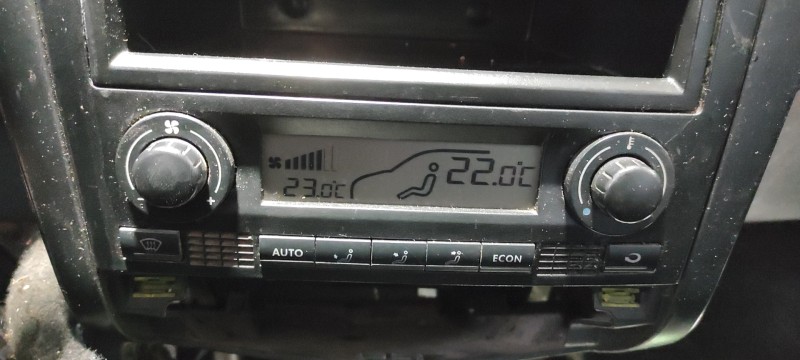 23.0°C
22.0°C
- +
AUTO
ECON